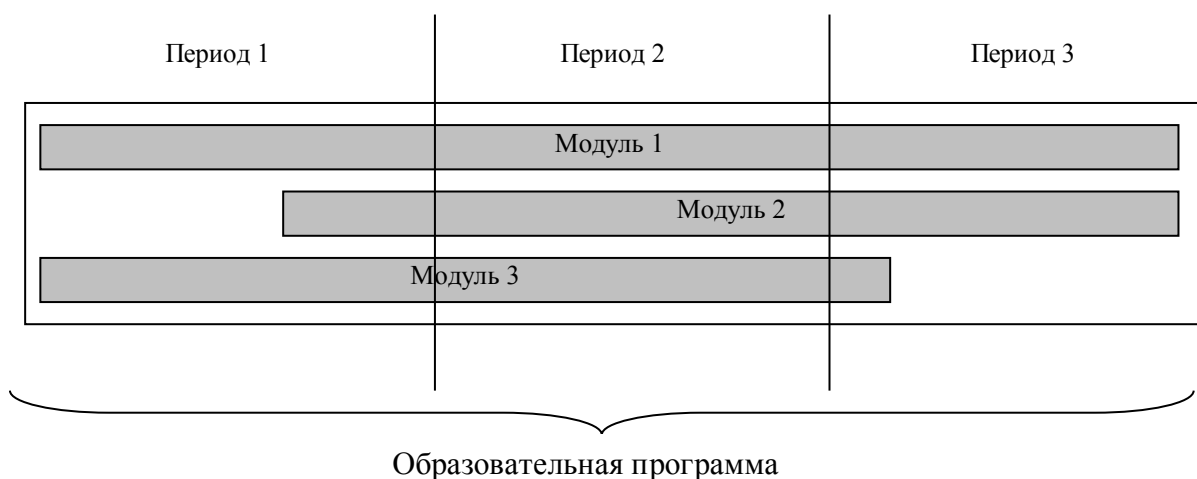 Период 1 Период 2 Период 3
Модуль 1
Модуль 2
Модуль 3
Образовательная программа